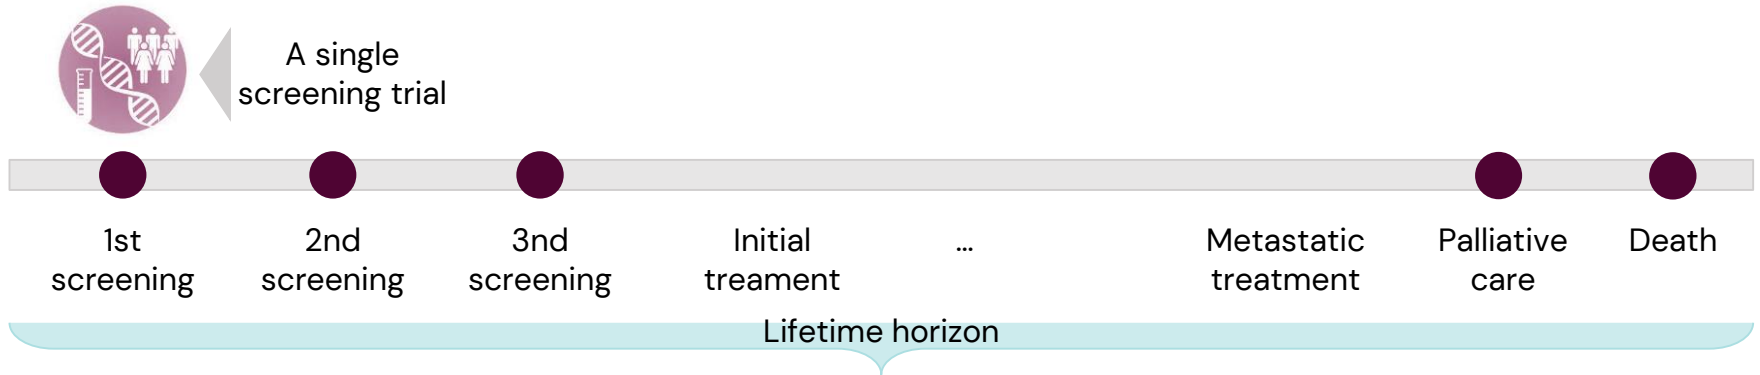 A single
screening trial
1st
screening
2nd
screening
3nd
screening
Initial
treament
...
Metastatic
treatment
Palliative
care
Death
Lifetime horizon